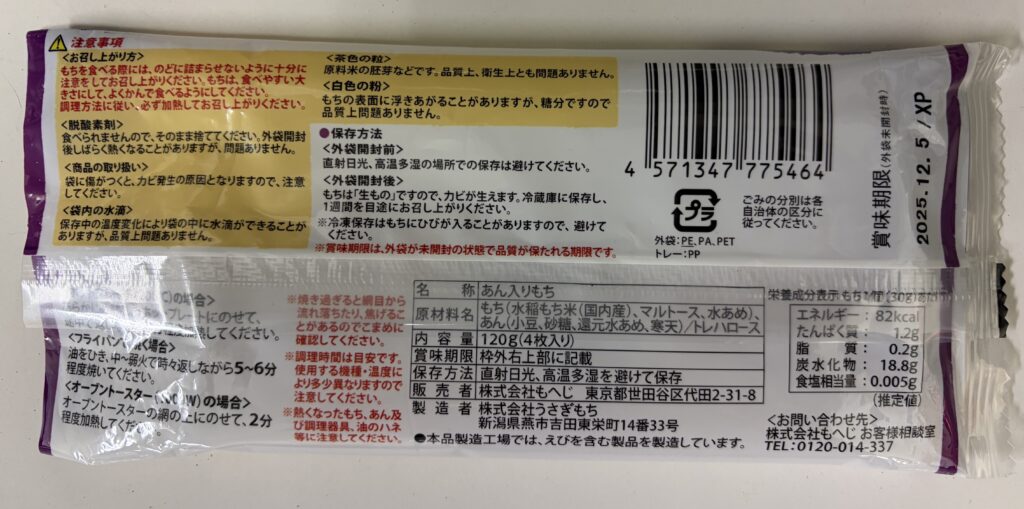 注意事項
<お召し上がり方>
もちを食べる際には、のどに詰まらせないように十分に
注意をしてお召し上がりください。もちは、食べやすい大
きさにして、よくかんで食べるようにしてください。
調理方法に従い、必ず加熱してお召し上がりください。
<脱酸素剤>
食べられませんので、そのまま捨ててください。外袋開封
後しばらく熱くなることがありますが、問題ありません。
<商品の取り扱い>
袋に傷がつくと、カビ発生の原因となりますので、注意
してください。
<袋内の水滴>
保存中の温度変化により袋の中に水滴ができることが
ありますが、品質上問題ありません。
<茶色の粒>
原料米の胚芽などです。品質上、衛生上とも問題ありません。
<白色の粉>
もちの表面に浮きあがることがありますが、糖分ですので
品質上問題ありません。
●保存方法
<外袋開封前>
直射日光、高温多湿の場所での保存は避けてください。
<外袋開封後>
もちは「生もの」ですので、カビが生えます。冷蔵庫に保存し、
1週間を目途にお召し上がりください。
※冷凍保存はもちにひびが入ることがありますので、避けて
ください。
※賞味期限は、外袋が未開封の状態で品質が保たれる期限です。
4 571347 775464
プラ
外袋:PE、PA、PET
トレー:PP
ごみの分別は各
自治体の区分に
従ってください。
賞味期限(外袋未開封時)
2025.12. 5/XP
の場合>
プレートにのせて、
してください。
<フライパンで 場合>
油をひき、中~弱火で時々返しながら5~6分
程度焼いてください。
<オーブントースター の場合>
オーブントースターの網の上にのせて、2分
程度加熱してください。
※焼き過ぎると網目から
流れ落ちたり、焦げるこ
とがあるのでこまめに
確認してください。
※調理時間は目安です。
使用する機種・温度に
より多少異なりますので
注意してください。
※熱くなったもち、あん及
び調理器具、油のハネ
等に注意してください。
名 称 あん入りもち
原材料名 もち(水稲もち米(国内産)、マルトース、水あめ)、
あん(小豆、砂糖、還元水あめ、寒天)/トレハロース
内 容 量 120g(4枚入り)
賞味期限 枠外右上部に記載
保存方法 直射日光、高温多湿を避けて保存
販 売 者 株式会社もへじ 東京都世田谷区代田2-31-8
製 造 者 株式会社うさぎもち
新潟県燕市吉田東栄町14番33号
●本品製造工場では、えびを含む製品を製造しています。
栄養成分表示 もち1個(30g)あたり
エネルギー:82kcal
たんぱく質:1.2g
脂 質:0.2g
炭水化物:18.8g
食塩相当量:0.005g
(推定値)
<お問い合わせ先>
株式会社もへじ お客様相談室
TEL:0120-014-337